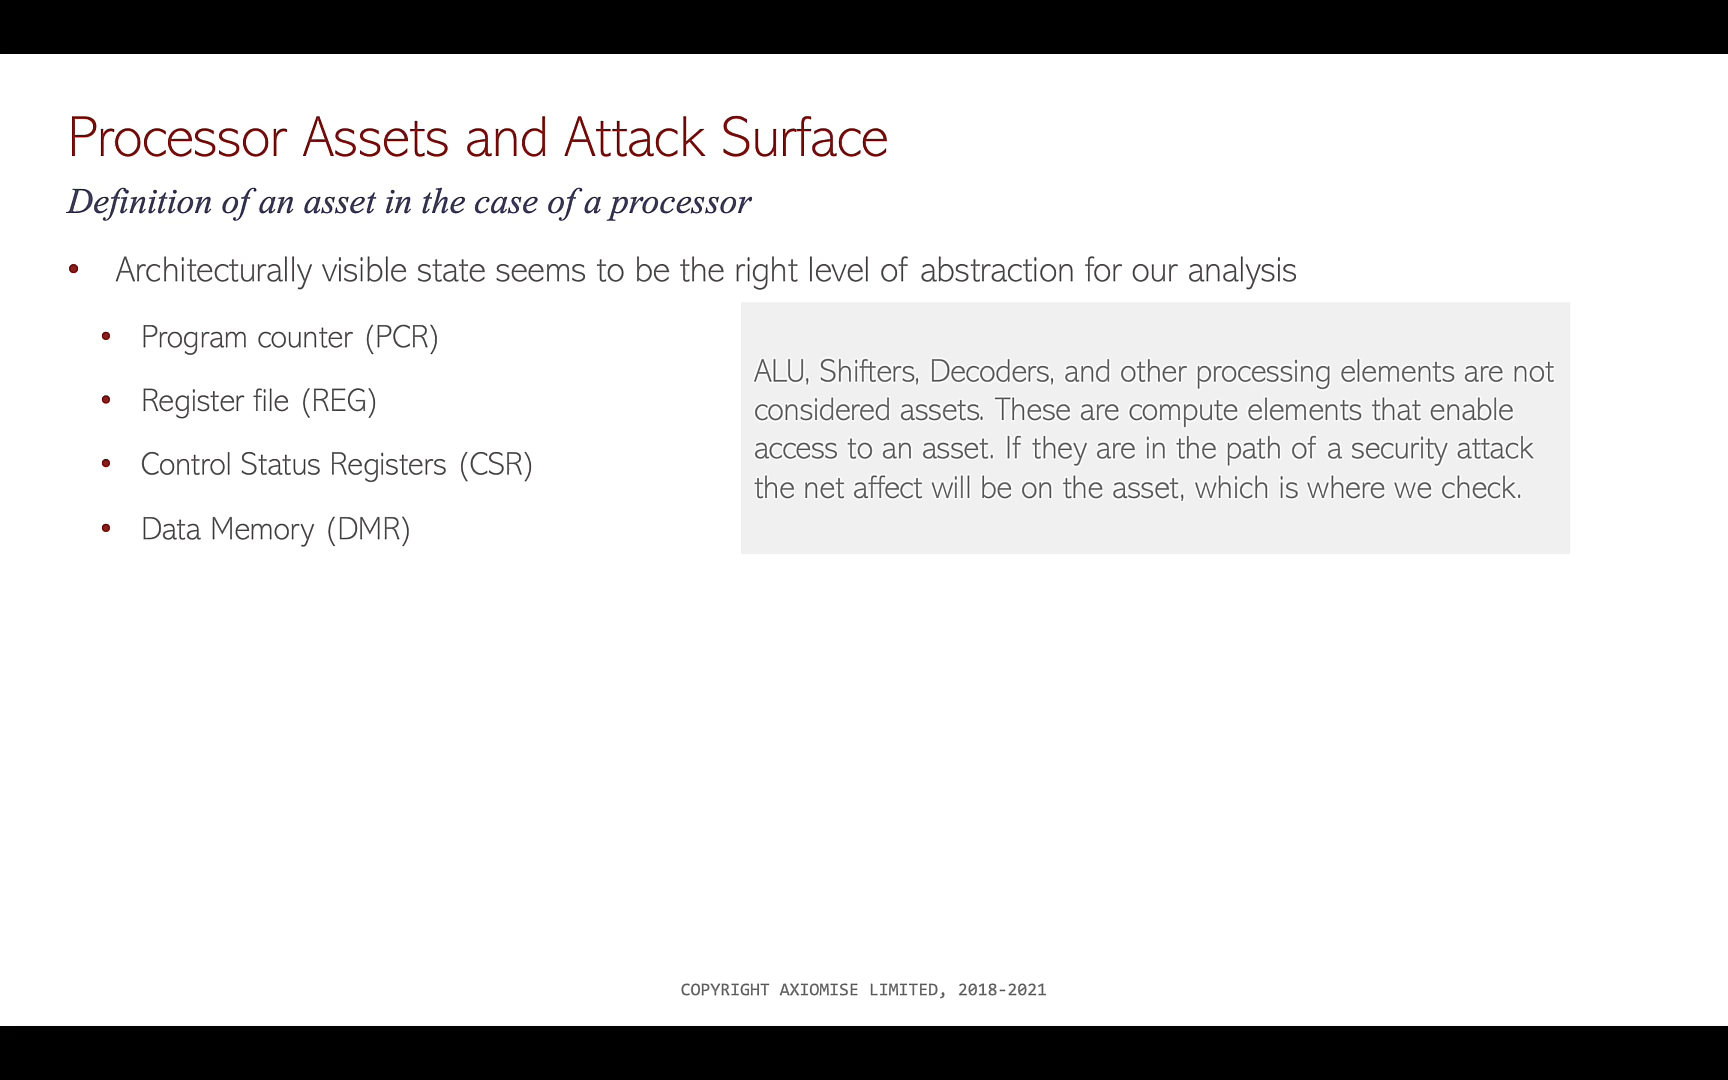 Processor Assets and Attack Surface
Definition of an asset in the case of a processor
• Architecturally visible state seems to be the right level of abstraction for our analysis
• Program counter (PCR)
• Register file (REG)
• Control Status Registers (CSR)
• Data Memory (DMR)
ALU, Shifters, Decoders, and other processing elements are not
considered assets. These are compute elements that enable
access to an asset. If they are in the path of a security attack
the net affect will be on the asset, which is where we check.
COPYRIGHT AXIOMISE LIMITED, 2018-2021